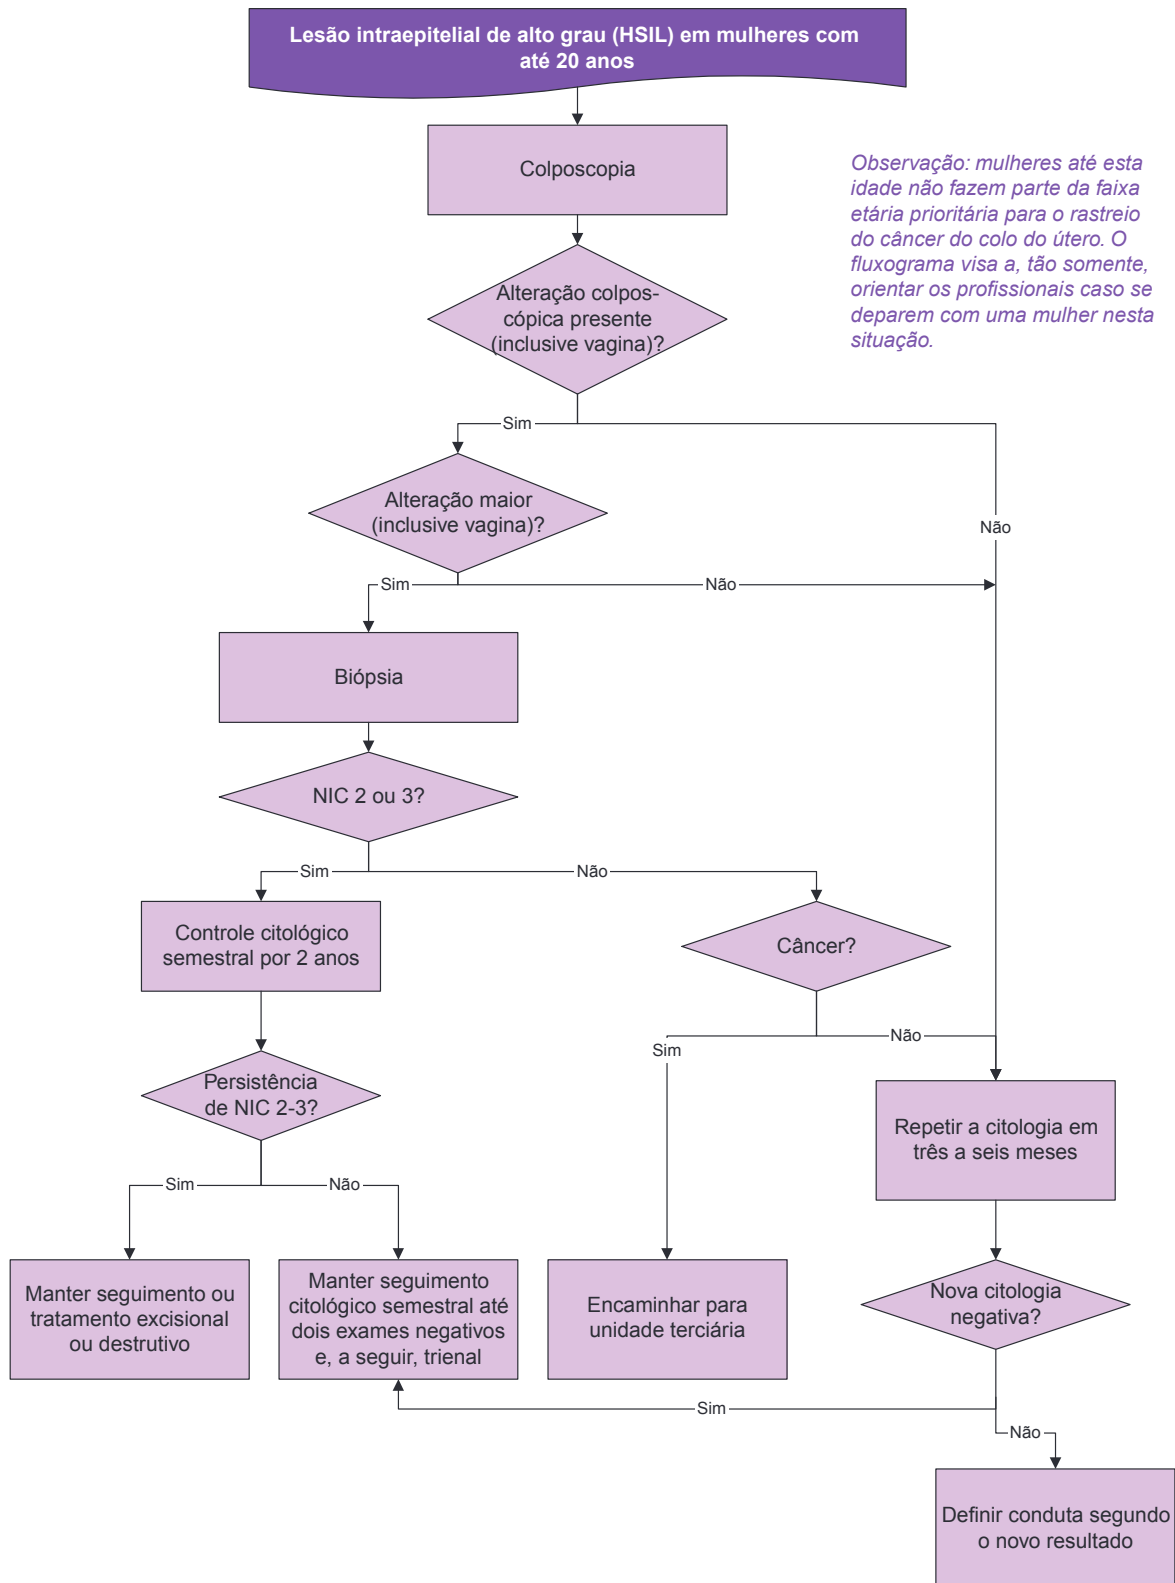 Lesão intraepitelial de alto grau (HSIL) em mulheres com
até 20 anos
Colposcopia
Observação: mulheres até esta
idade não fazem parte da faixa
etária prioritária para o rastreio
do câncer do colo do útero. O
fluxograma visa a, tão somente,
orientar os profissionais caso se
deparem com uma mulher nesta
situação.
Alteração colpos-
cópica presente
(inclusive vagina)?
Sim
Não
Alteração maior
(inclusive vagina)?
Sim
Não
Biópsia
NIC 2 ou 3?
Sim
Não
Controle citológico
semestral por 2 anos
Câncer?
Sim
Não
Persistência
de NIC 2-3?
Repetir a citologia em
três a seis meses
Sim
Não
Manter seguimento ou
tratamento excisional
ou destrutivo
Manter seguimento
citológico semestral até
dois exames negativos
e, a seguir, trienal
Encaminhar para
unidade terciária
Nova citologia
negativa?
Sim
Não
Definir conduta segundo
o novo resultado